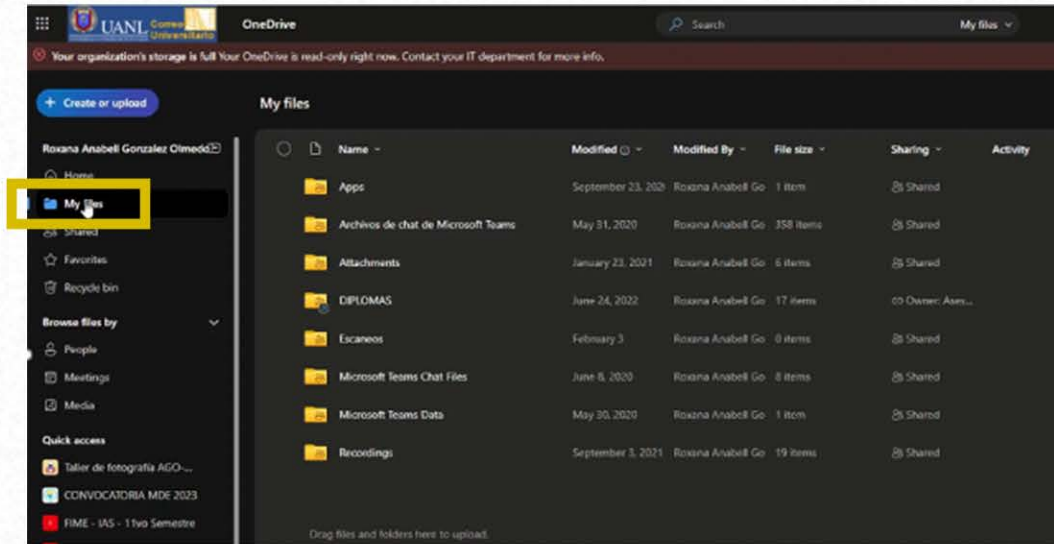 UANL Correo Universitario OneDrive Search My files
Your organization's storage is full Your OneDrive is read-only right now. Contact your IT department for more info.
+ Create or upload
My files
Roxana Anabell Gonzalez Olmedo
Home
My files
Shared
Favorites
Recycle bin
Browse files by
People
Meetings
Media
Quick access
Taller de fotografía AGO-...
CONVOCATORIA MDE 2023
FIME - IAS - 11vo Semestre
Name Modified Modified By File size Sharing Activity
Apps September 23, 202 Roxana Anabell Go 1 item Shared
Archivos de chat de Microsoft Teams May 31, 2020 Roxana Anabell Go 358 items Shared
Attachments January 23, 2021 Roxana Anabell Go 6 items Shared
DIPLOMAS June 24, 2022 Roxana Anabell Go 17 items Owner: Ases...
Escaneos February 3 Roxana Anabell Go 0 items Shared
Microsoft Teams Chat Files June 8, 2020 Roxana Anabell Go 8 items Shared
Microsoft Teams Data May 30, 2020 Roxana Anabell Go 1 item Shared
Recordings September 3, 2021 Roxana Anabell Go 19 items Shared
Drag files and folders here to upload.